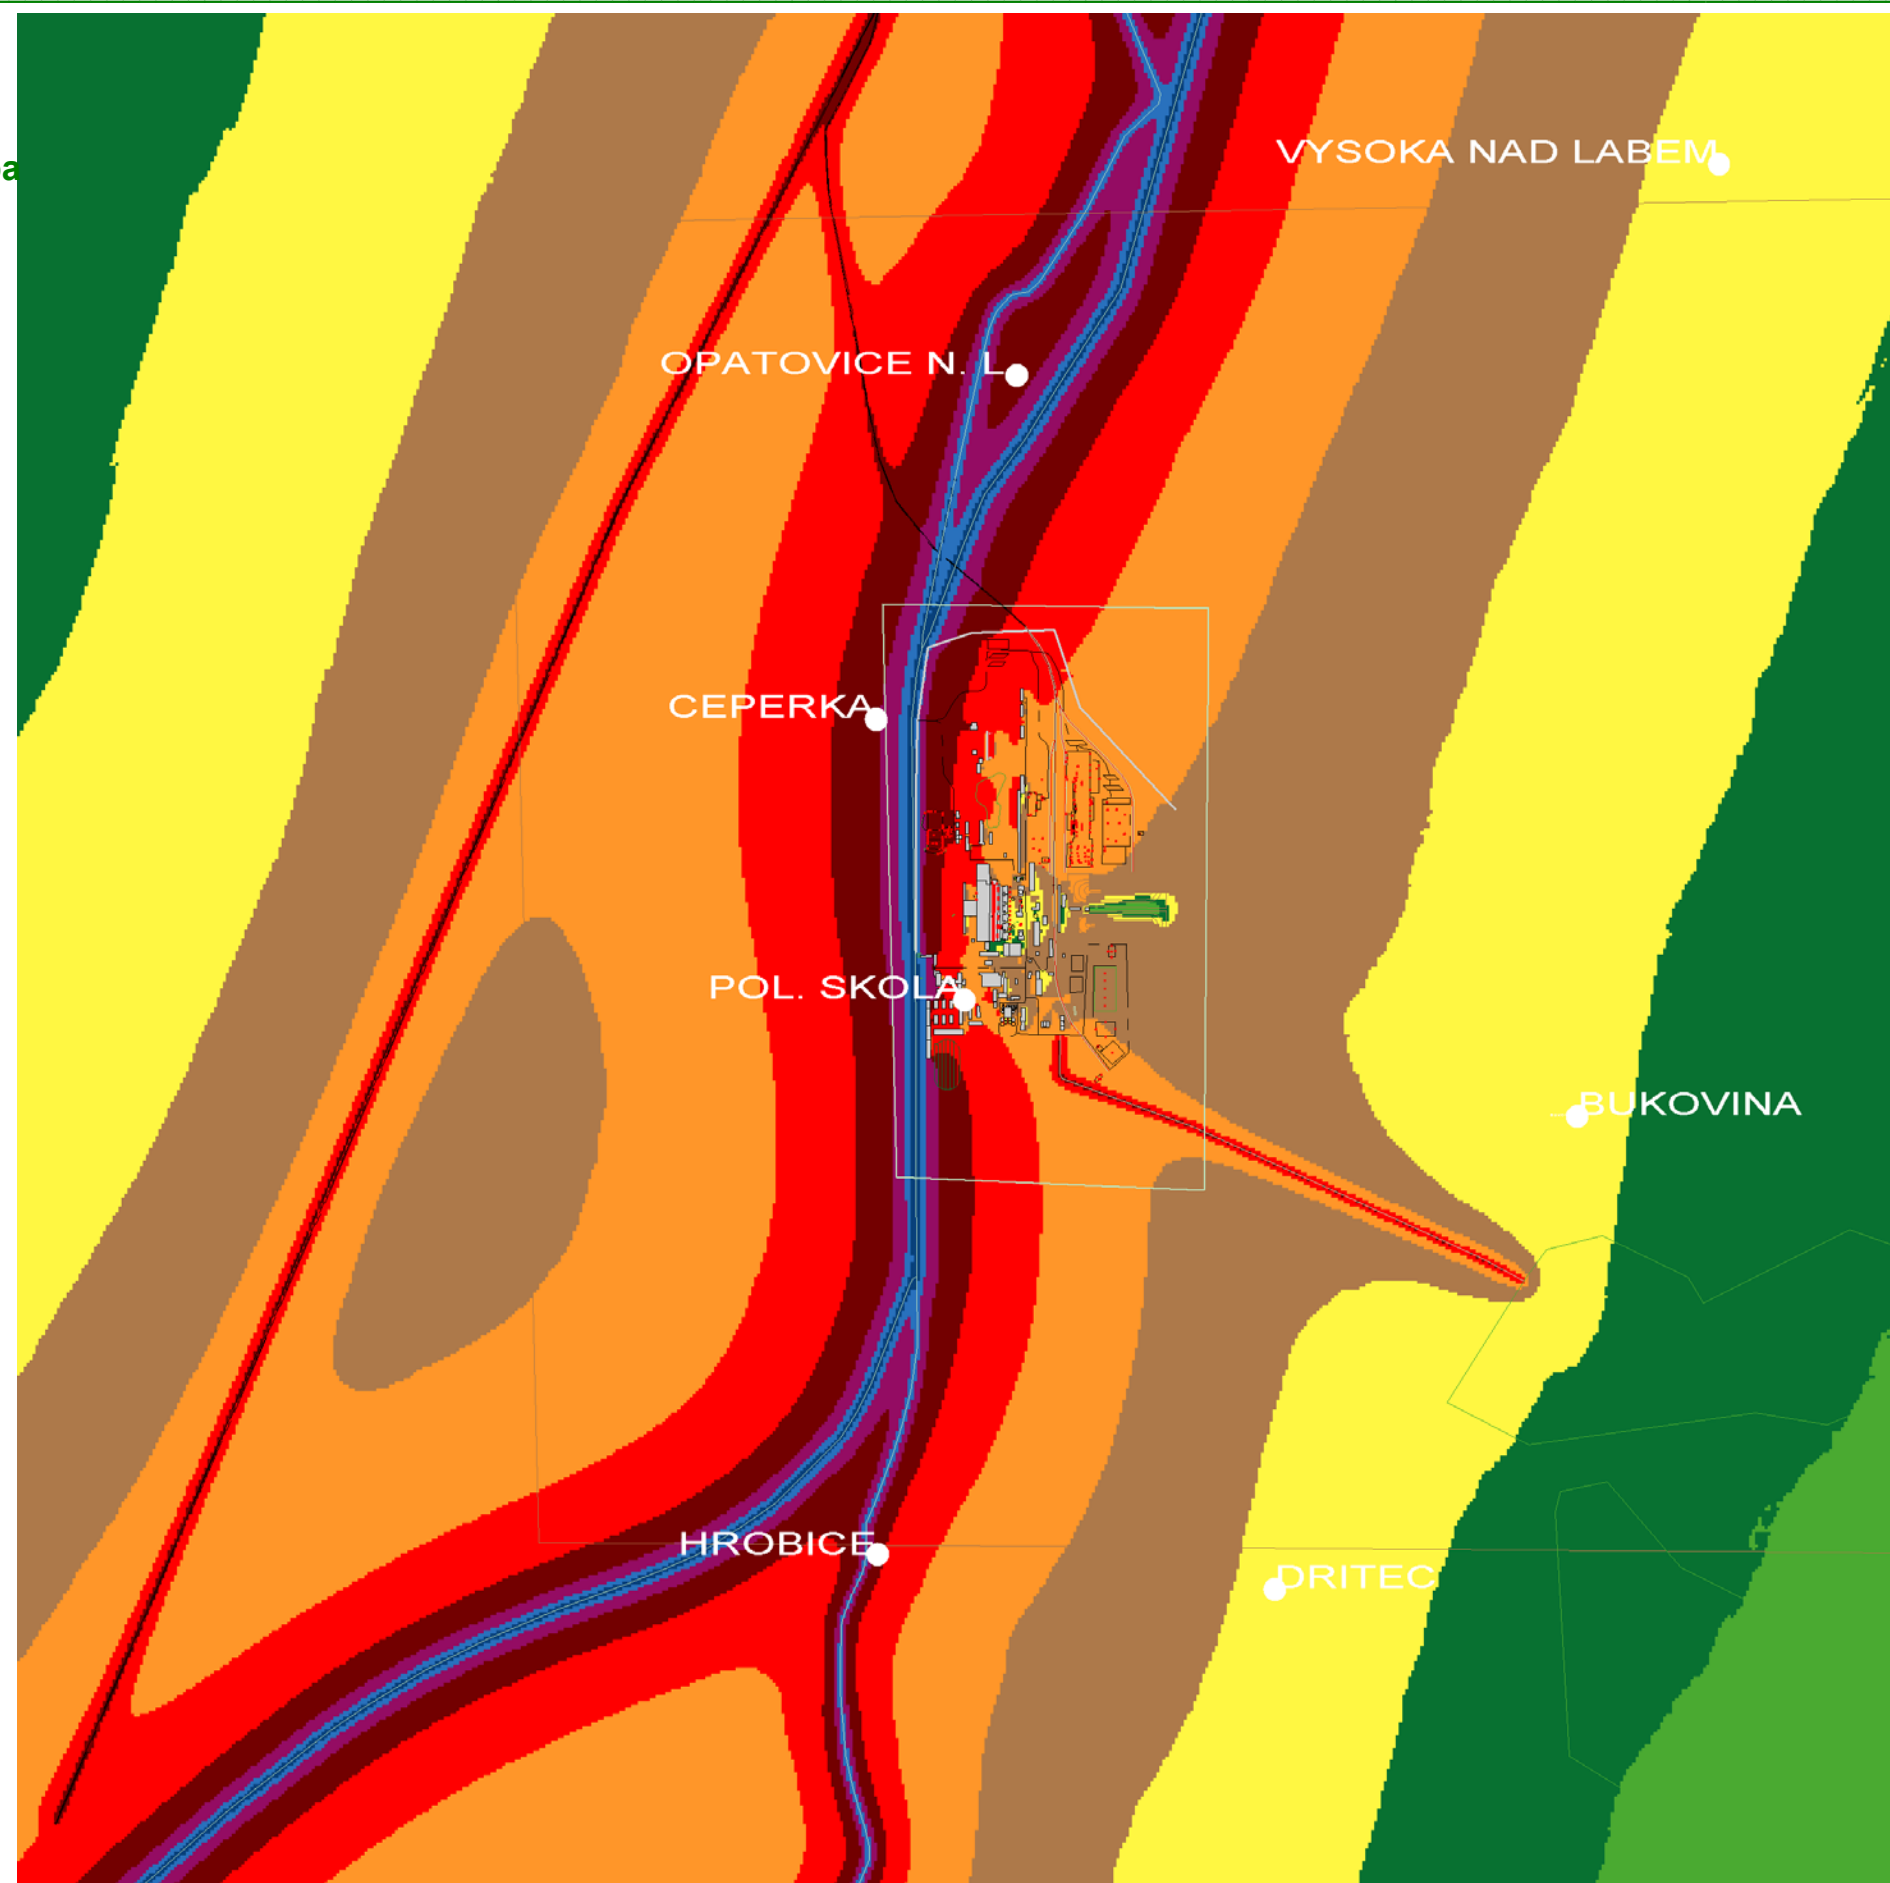 VYSOKA NAD LABEM
a
OPATOVICE N. L.
CEPERKA
POL. SKOLA
BUKOVINA
HROBICE
DRITEC